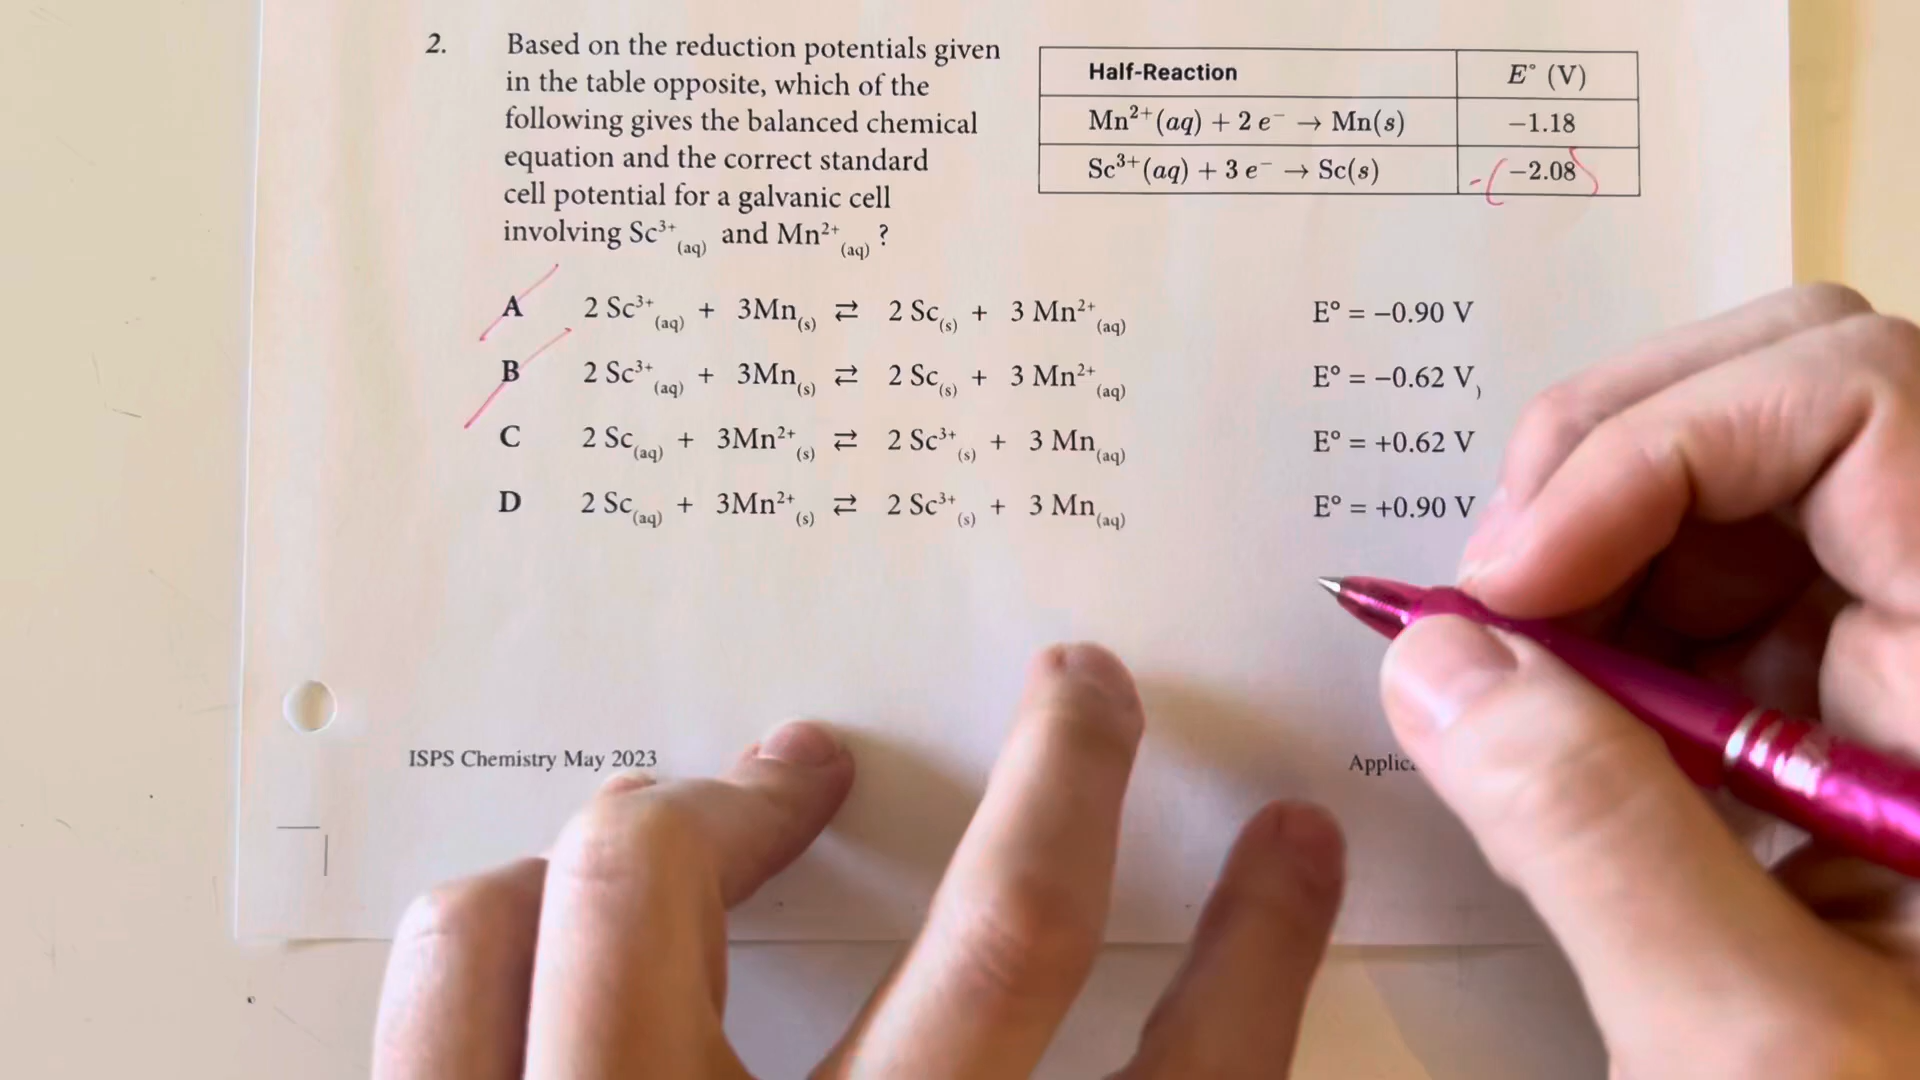 2. Based on the reduction potentials given
in the table opposite, which of the
following gives the balanced chemical
equation and the correct standard
cell potential for a galvanic cell
involving Sc³⁺(aq) and Mn²⁺(aq) ?
Half-Reaction E° (V)
Mn²⁺(aq) + 2 e⁻ → Mn(s) −1.18
Sc³⁺(aq) + 3 e⁻ → Sc(s) -(−2.08)
A 2 Sc³⁺(aq) + 3Mn(s) ⇄ 2 Sc(s) + 3 Mn²⁺(aq) Eº = −0.90 V
B 2 Sc³⁺(aq) + 3Mn(s) ⇄ 2 Sc(s) + 3 Mn²⁺(aq) Eº = −0.62 V
C 2 Sc(aq) + 3Mn²⁺(s) ⇄ 2 Sc³⁺(s) + 3 Mn(aq) Eº = +0.62 V
D 2 Sc(aq) + 3Mn²⁺(s) ⇄ 2 Sc³⁺(s) + 3 Mn(aq) Eº = +0.90 V
ISPS Chemistry May 2023